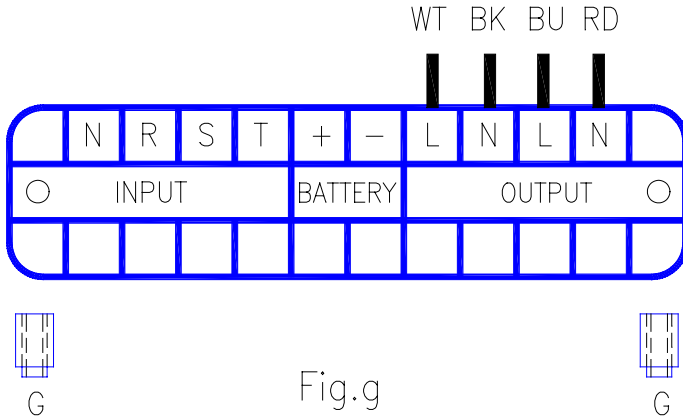 WT BK BU RD
N R S T + − L N L N
INPUT BATTERY OUTPUT
G G
Fig.g